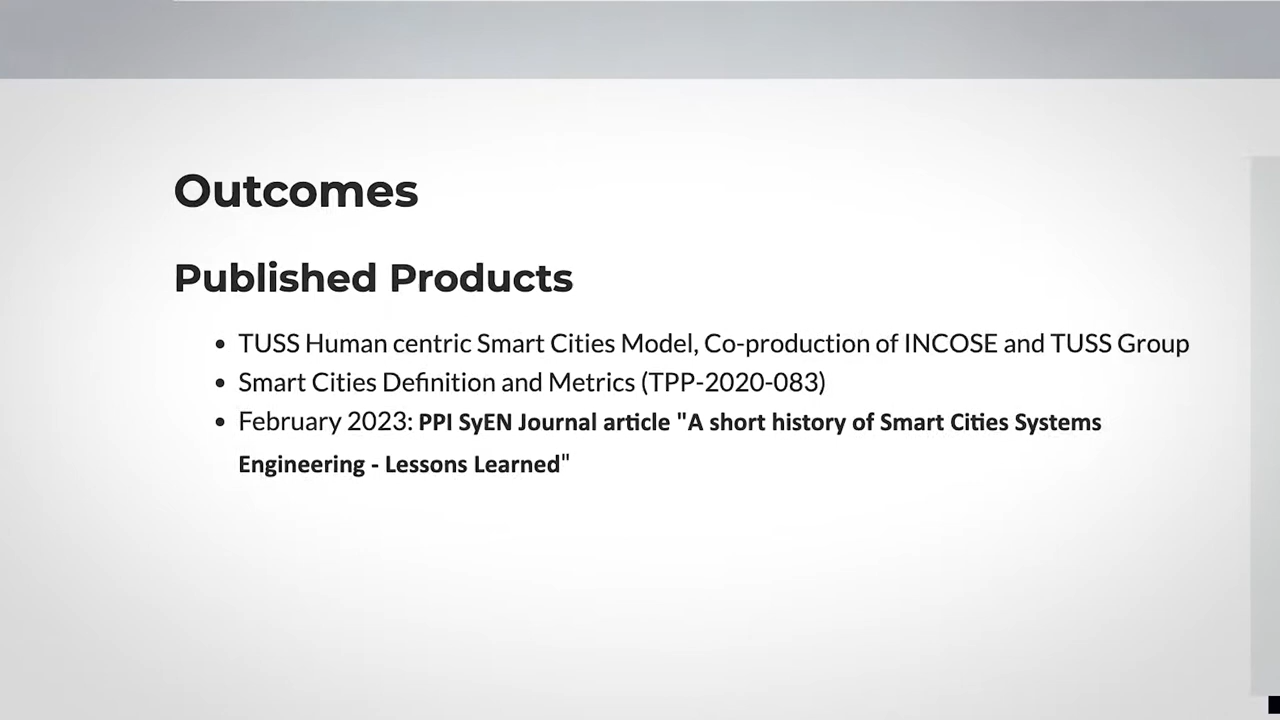 Outcomes
Published Products
• TUSS Human centric Smart Cities Model, Co-production of INCOSE and TUSS Group
• Smart Cities Definition and Metrics (TPP-2020-083)
• February 2023: PPI SyEN Journal article "A short history of Smart Cities Systems
Engineering - Lessons Learned"